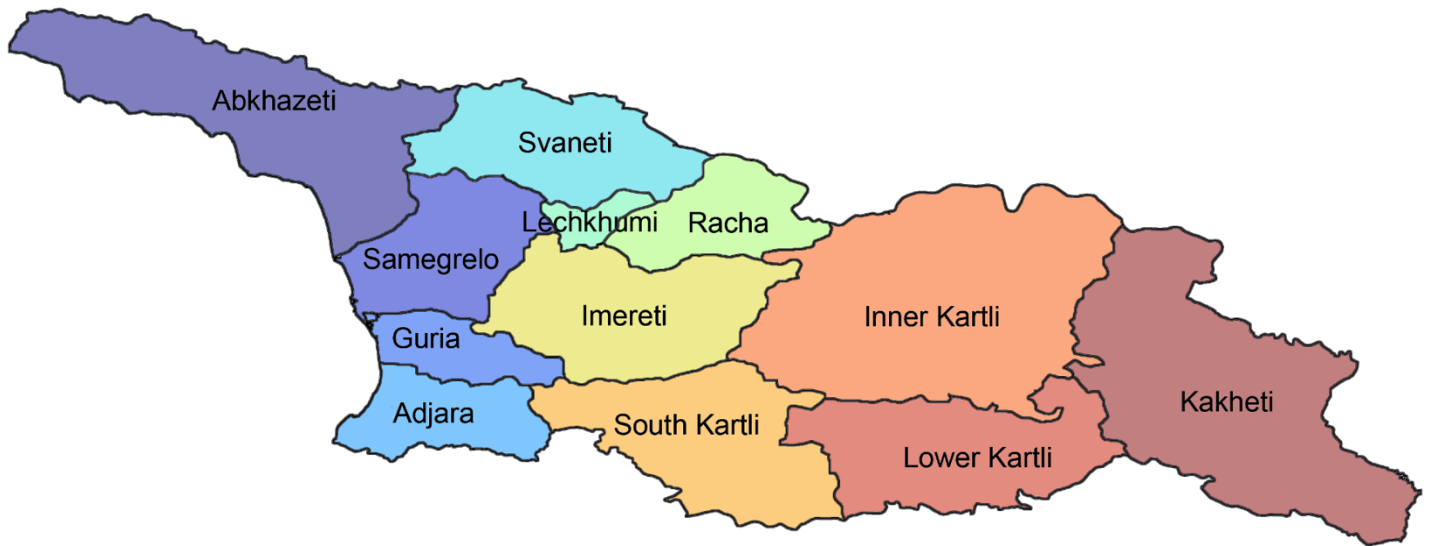 Abkhazeti
Svaneti
Lechkhumi
Racha
Samegrelo
Imereti
Inner Kartli
Guria
Adjara
South Kartli
Kakheti
Lower Kartli